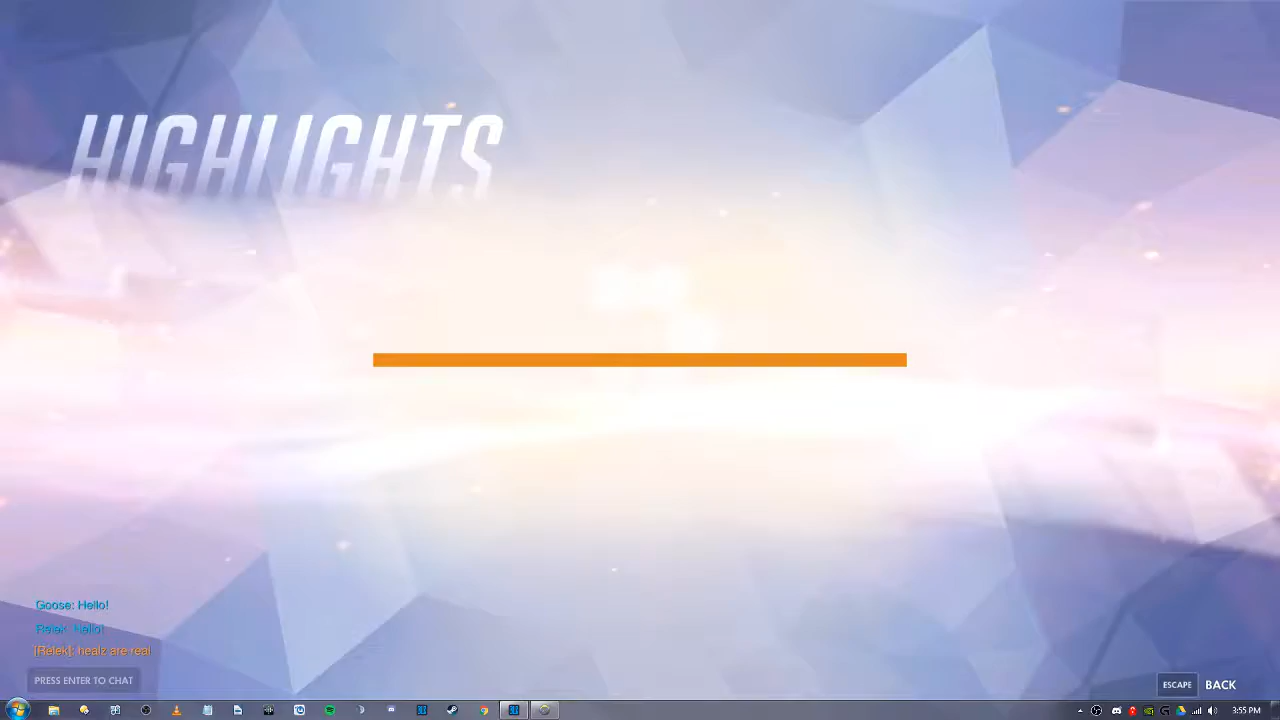 HIGHLIGHTS
Goose: Hello!
Relek: Hello!
[Relek]: healz are real
PRESS ENTER TO CHAT
ESCAPE BACK
3:55 PM